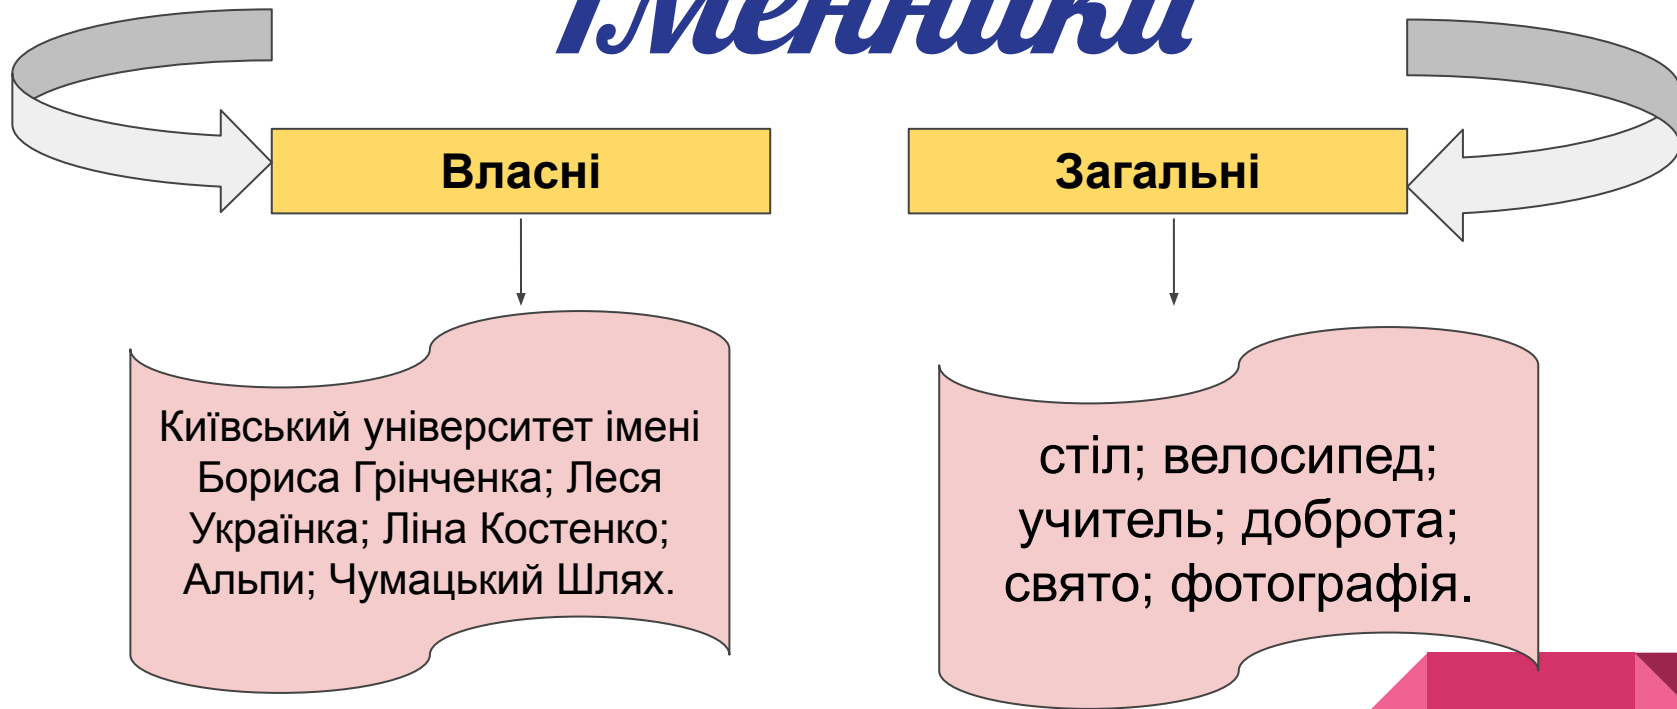 іменники
Власні
Загальні
Київський університет імені
Бориса Грінченка; Леся
Українка; Ліна Костенко;
Альпи; Чумацький Шлях.
стіл; велосипед;
учитель; доброта;
свято; фотографія.